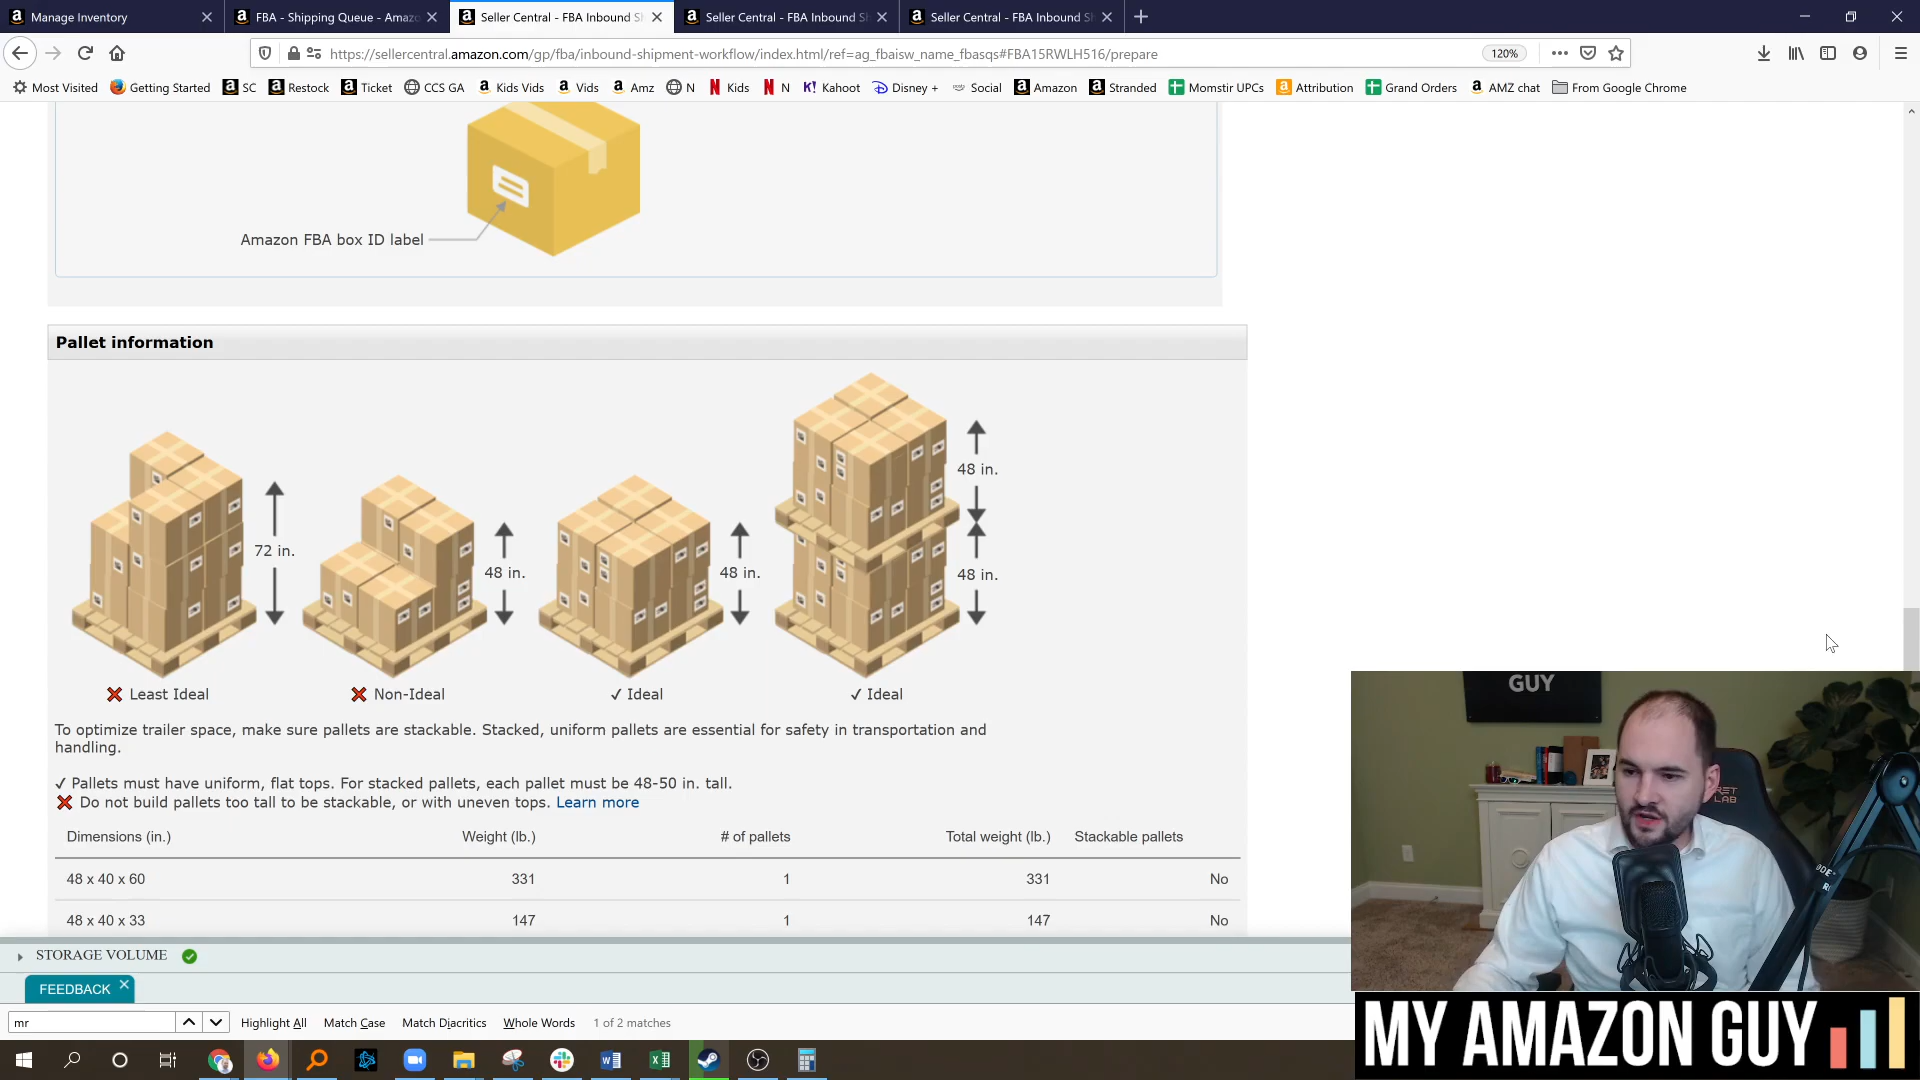 Manage Inventory
FBA - Shipping Queue - Amazo
Seller Central - FBA Inbound Sh
Seller Central - FBA Inbound Sh
Seller Central - FBA Inbound Sh
https://sellercentral.amazon.com/gp/fba/inbound-shipment-workflow/index.html/ref=ag_fbaisw_name_fbasqs#FBA15RWLH516/prepare
120%
Most Visited
Getting Started
SC
Restock
Ticket
CCS GA
Kids Vids
Vids
Amz
N
Kids
N
Kahoot
Disney +
Social
Amazon
Stranded
Momstir UPCs
Attribution
Grand Orders
AMZ chat
From Google Chrome
Amazon FBA box ID label
Pallet information
48 in.
72 in.
48 in.
48 in.
48 in.
Least Ideal
Non-Ideal
✓ Ideal
✓ Ideal
To optimize trailer space, make sure pallets are stackable. Stacked, uniform pallets are essential for safety in transportation and
handling.
✓ Pallets must have uniform, flat tops. For stacked pallets, each pallet must be 48-50 in. tall.
Do not build pallets too tall to be stackable, or with uneven tops. Learn more
Dimensions (in.) Weight (lb.) # of pallets Total weight (lb.) Stackable pallets
48 x 40 x 60 331 1 331 No
48 x 40 x 33 147 1 147 No
STORAGE VOLUME
FEEDBACK
mr
Highlight All
Match Case
Match Diacritics
Whole Words
1 of 2 matches
GUY
LAB
MY AMAZON GUY